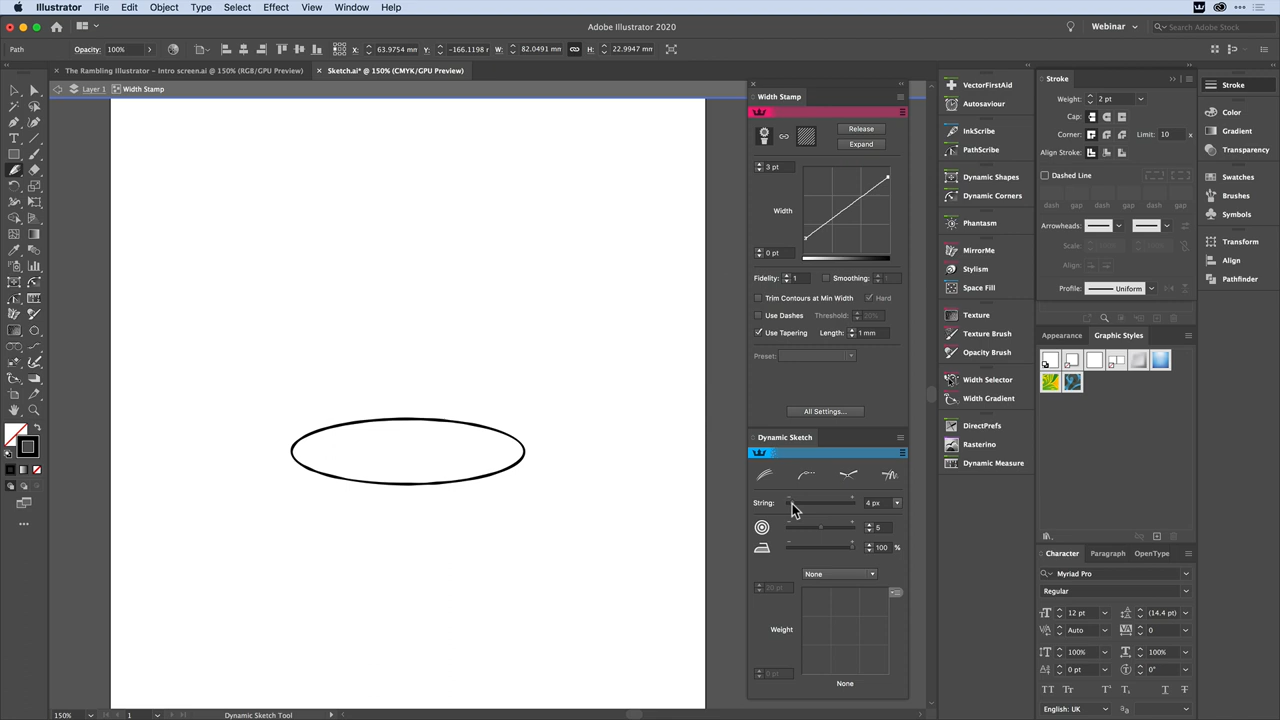 Illustrator File Edit Object Type Select Effect View Window Help
Adobe Illustrator 2020
Webinar
Search Adobe Stock
Path Opacity: 100% X: 63.9754 mm Y: -166.1198 m W: 82.0491 mm H: 22.9947 mm
× The Rambling Illustrator – Intro screen.ai @ 150% (RGB/GPU Preview)
× Sketch.ai* @ 150% (CMYK/GPU Preview)
Layer 1 Width Stamp
Width Stamp
Release
Expand
3 pt
Width
0 pt
Fidelity: 1 Smoothing: 1
Trim Contours at Min Width Hard
Use Dashes Threshold: 20%
Use Tapering Length: 1 mm
Preset:
All Settings...
Dynamic Sketch
String: 4 px
5
100 %
None
20 pt
Weight
0 pt
None
VectorFirstAid
Autosaviour
InkScribe
PathScribe
Dynamic Shapes
Dynamic Corners
Phantasm
MirrorMe
Stylism
Space Fill
Texture
Texture Brush
Opacity Brush
Width Selector
Width Gradient
DirectPrefs
Rasterino
Dynamic Measure
Stroke
Weight: 2 pt
Cap:
Corner: Limit: 10 x
Align Stroke:
Dashed Line
dash gap dash gap dash gap
Arrowheads:
Scale: 100% 100%
Align:
Profile: Uniform
Appearance Graphic Styles
Character Paragraph OpenType
Myriad Pro
Regular
12 pt (14.4 pt)
Auto 0
100% 100%
0 pt 0°
English: UK
Stroke
Color
Gradient
Transparency
Swatches
Brushes
Symbols
Transform
Align
Pathfinder
150% 1 Dynamic Sketch Tool